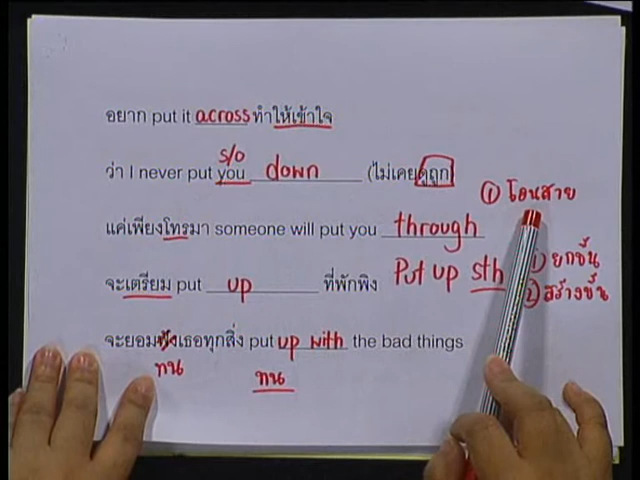 อยาก put it across ทำให้เข้าใจ
s/o
ว่า I never put you down (ไม่เคยดูถูก)
① โอนสาย
แค่เพียงโทรมา someone will put you through
Put up sth ① ยกขึ้น
จะเตรียม put up ที่พักพิง ② สร้างขึ้น
จะยอมฟังเธอทุกสิ่ง put up with the bad things
ทน ทน